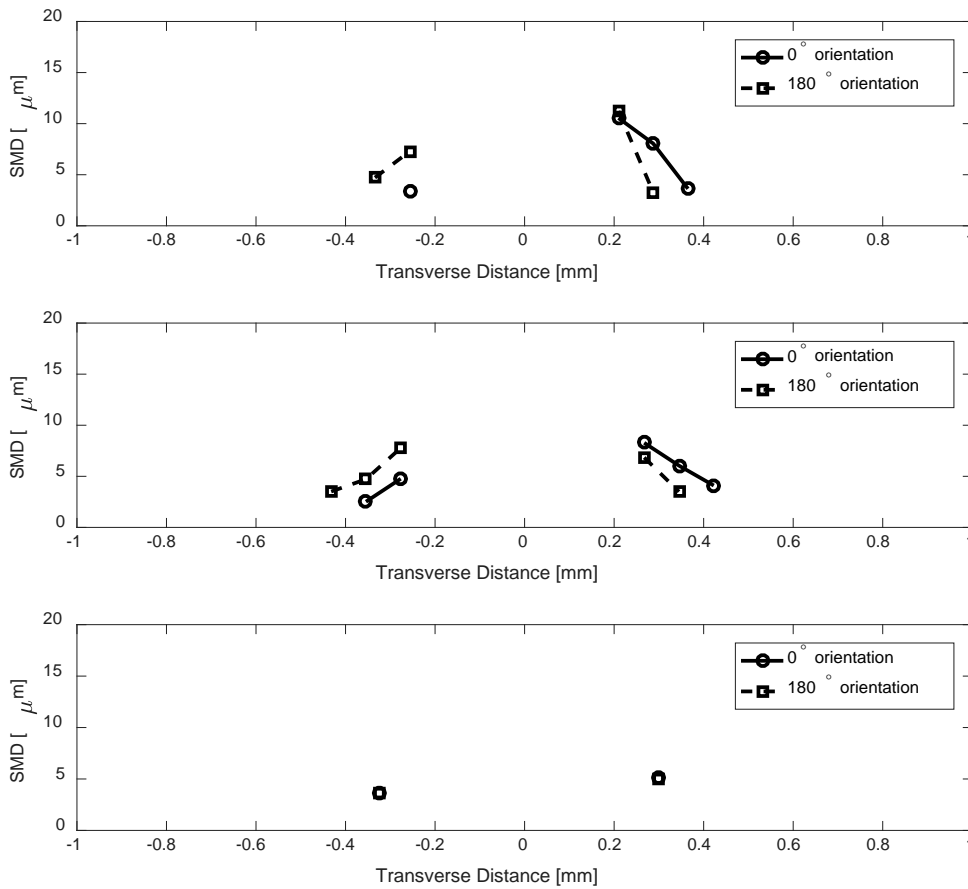 20
15
10
5
0
SMD [ μm]
0° orientation
180° orientation
-1 -0.8 -0.6 -0.4 -0.2 0 0.2 0.4 0.6 0.8 1
Transverse Distance [mm]
20
15
10
5
0
SMD [ μm]
0° orientation
180° orientation
-1 -0.8 -0.6 -0.4 -0.2 0 0.2 0.4 0.6 0.8 1
Transverse Distance [mm]
20
15
10
5
0
SMD [ μm]
0° orientation
180° orientation
-1 -0.8 -0.6 -0.4 -0.2 0 0.2 0.4 0.6 0.8 1
Transverse Distance [mm]